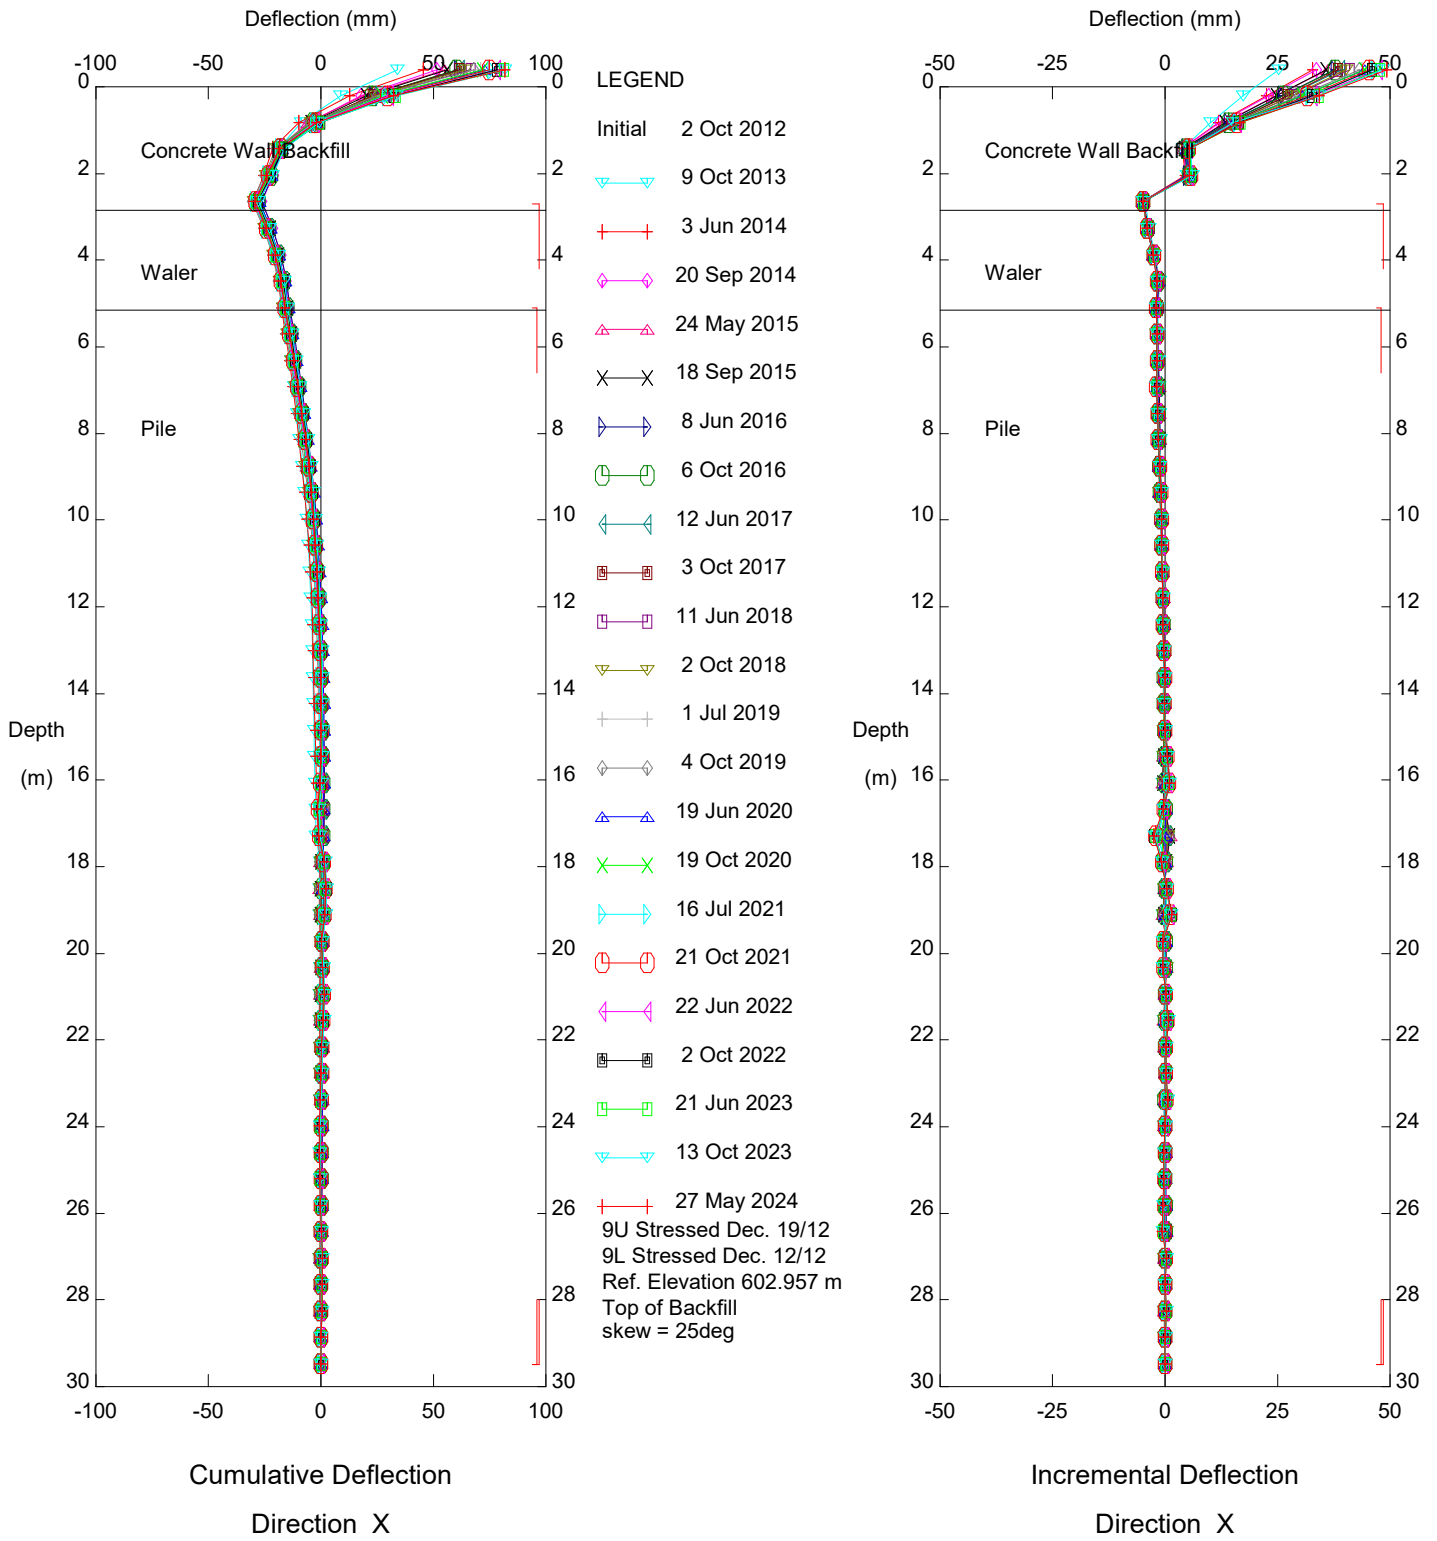 Deflection (mm)
-100 -50 0 50 100
0 0
2 2
4 4
6 6
8 8
10 10
12 12
14 14
16 16
18 18
20 20
22 22
24 24
26 26
28 28
30 30
-100 -50 0 50 100
Concrete Wall Backfill
Waler
Pile
Depth
(m)
Cumulative Deflection
Direction X
LEGEND
Initial 2 Oct 2012
9 Oct 2013
3 Jun 2014
20 Sep 2014
24 May 2015
18 Sep 2015
8 Jun 2016
6 Oct 2016
12 Jun 2017
3 Oct 2017
11 Jun 2018
2 Oct 2018
1 Jul 2019
4 Oct 2019
19 Jun 2020
19 Oct 2020
16 Jul 2021
21 Oct 2021
22 Jun 2022
2 Oct 2022
21 Jun 2023
13 Oct 2023
27 May 2024
9U Stressed Dec. 19/12
9L Stressed Dec. 12/12
Ref. Elevation 602.957 m
Top of Backfill
skew = 25deg
Deflection (mm)
-50 -25 0 25 50
0 0
2 2
4 4
6 6
8 8
10 10
12 12
14 14
16 16
18 18
20 20
22 22
24 24
26 26
28 28
30 30
-50 -25 0 25 50
Concrete Wall Backfill
Waler
Pile
Depth
(m)
Incremental Deflection
Direction X